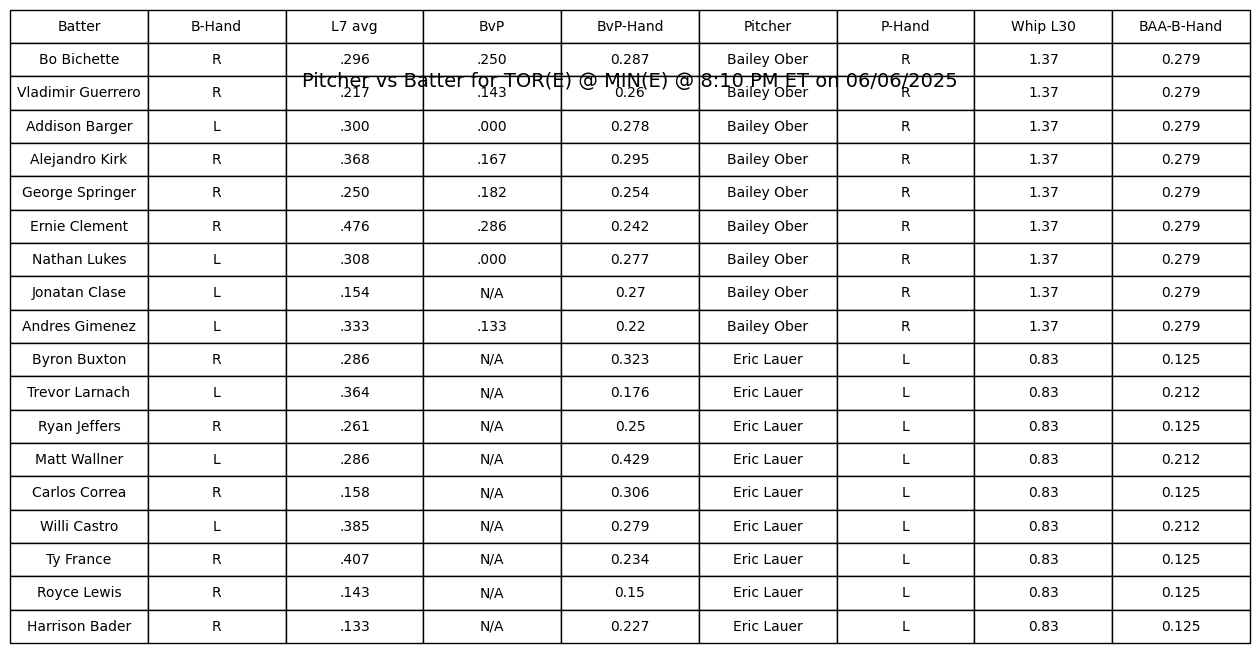 Batter B-Hand L7 avg BvP BvP-Hand Pitcher P-Hand Whip L30 BAA-B-Hand
Bo Bichette R .296 .250 0.287 Bailey Ober R 1.37 0.279
Pitcher vs Batter for TOR(E) @ MIN(E) @ 8:10 PM ET on 06/06/2025
Vladimir Guerrero R .217 .143 0.26 Bailey Ober R 1.37 0.279
Addison Barger L .300 .000 0.278 Bailey Ober R 1.37 0.279
Alejandro Kirk R .368 .167 0.295 Bailey Ober R 1.37 0.279
George Springer R .250 .182 0.254 Bailey Ober R 1.37 0.279
Ernie Clement R .476 .286 0.242 Bailey Ober R 1.37 0.279
Nathan Lukes L .308 .000 0.277 Bailey Ober R 1.37 0.279
Jonatan Clase L .154 N/A 0.27 Bailey Ober R 1.37 0.279
Andres Gimenez L .333 .133 0.22 Bailey Ober R 1.37 0.279
Byron Buxton R .286 N/A 0.323 Eric Lauer L 0.83 0.125
Trevor Larnach L .364 N/A 0.176 Eric Lauer L 0.83 0.212
Ryan Jeffers R .261 N/A 0.25 Eric Lauer L 0.83 0.125
Matt Wallner L .286 N/A 0.429 Eric Lauer L 0.83 0.212
Carlos Correa R .158 N/A 0.306 Eric Lauer L 0.83 0.125
Willi Castro L .385 N/A 0.279 Eric Lauer L 0.83 0.212
Ty France R .407 N/A 0.234 Eric Lauer L 0.83 0.125
Royce Lewis R .143 N/A 0.15 Eric Lauer L 0.83 0.125
Harrison Bader R .133 N/A 0.227 Eric Lauer L 0.83 0.125